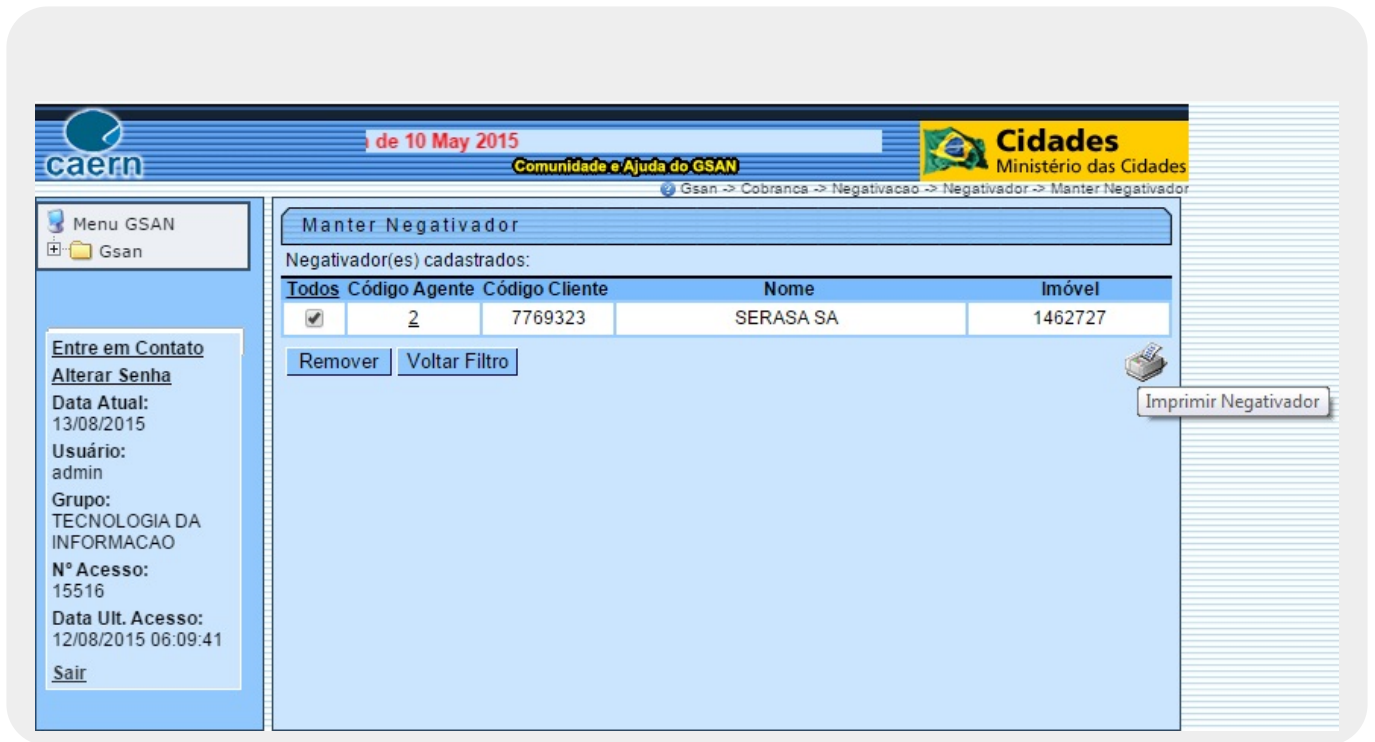 caern
de 10 May 2015
Comunidade e Ajuda do GSAN
Cidades
Ministério das Cidades
Gsan -> Cobranca -> Negativacao -> Negativador -> Manter Negativador
Menu GSAN
Gsan
Entre em Contato
Alterar Senha
Data Atual:
13/08/2015
Usuário:
admin
Grupo:
TECNOLOGIA DA
INFORMACAO
Nº Acesso:
15516
Data Ult. Acesso:
12/08/2015 06:09:41
Sair
Manter Negativador
Negativador(es) cadastrados:
Todos Código Agente Código Cliente Nome Imóvel
2 7769323 SERASA SA 1462727
Remover Voltar Filtro
Imprimir Negativador